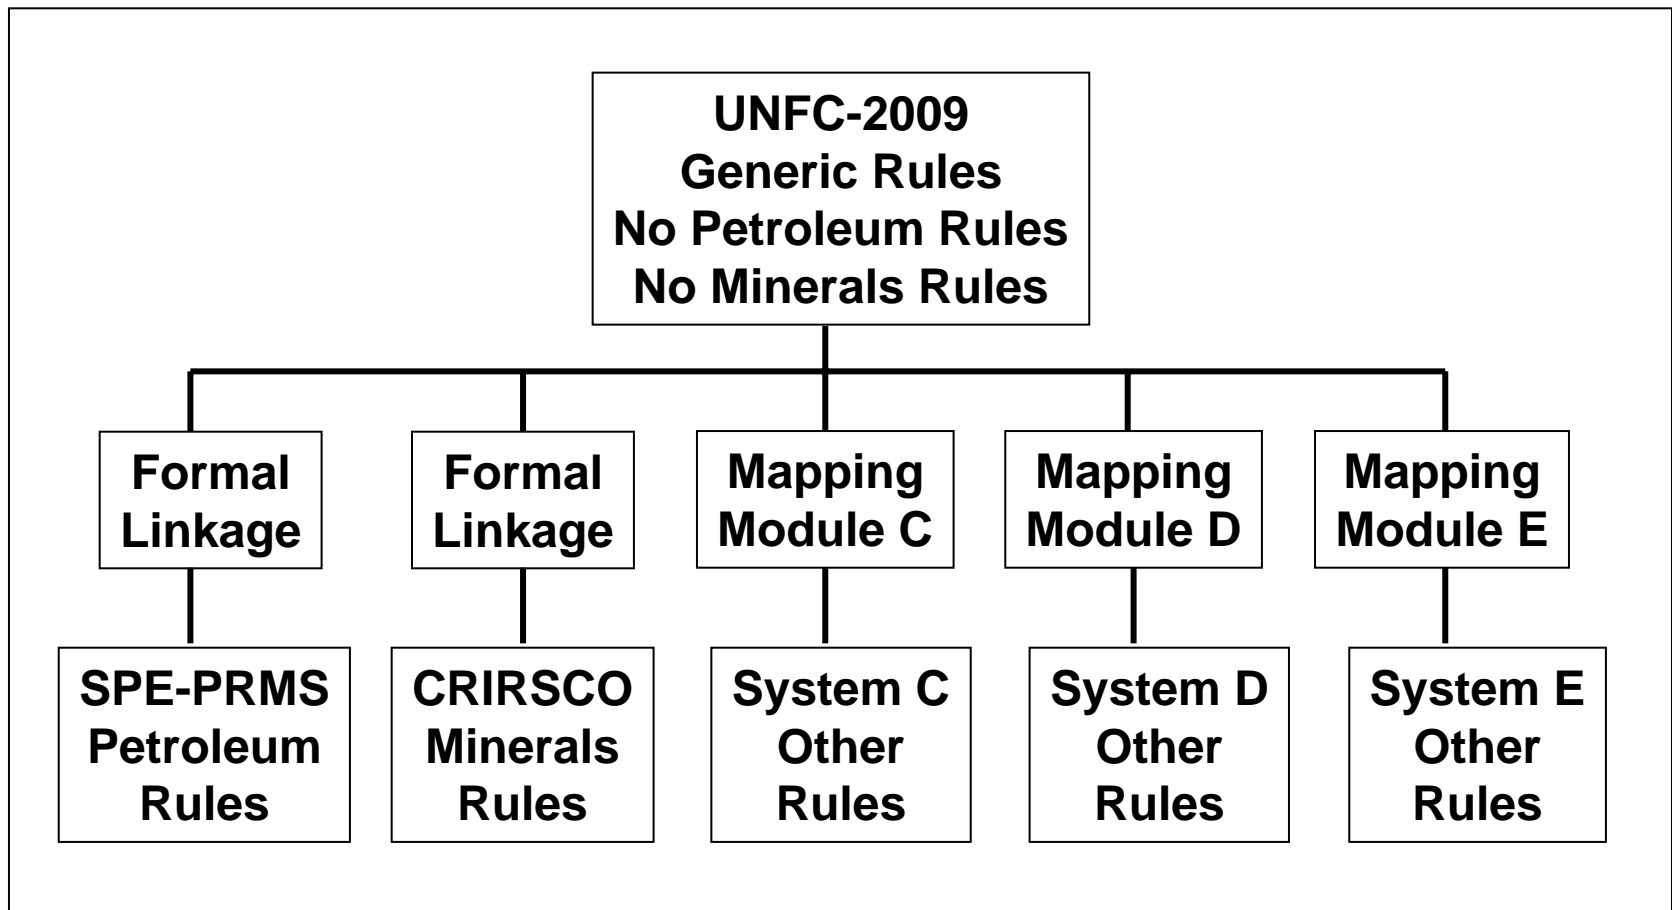 UNFC-2009
Generic Rules
No Petroleum Rules
No Minerals Rules
Formal
Linkage
Formal
Linkage
Mapping
Module C
Mapping
Module D
Mapping
Module E
SPE-PRMS
Petroleum
Rules
CRIRSCO
Minerals
Rules
System C
Other
Rules
System D
Other
Rules
System E
Other
Rules